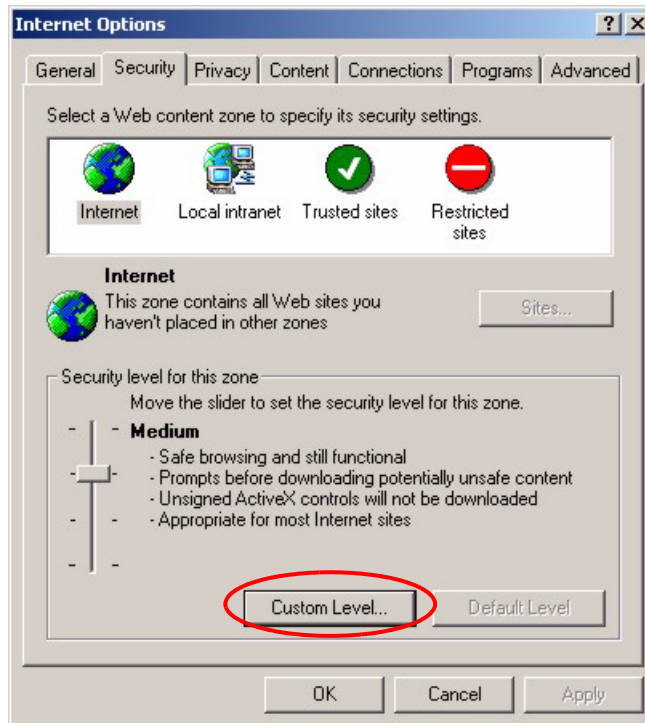 Internet Options
? X
General Security Privacy Content Connections Programs Advanced
Select a Web content zone to specify its security settings.
Internet Local intranet Trusted sites Restricted
sites
Internet
This zone contains all Web sites you
haven't placed in other zones
Sites...
Security level for this zone
Move the slider to set the security level for this zone.
Medium
- Safe browsing and still functional
- Prompts before downloading potentially unsafe content
- Unsigned ActiveX controls will not be downloaded
- Appropriate for most Internet sites
Custom Level... Default Level
OK Cancel Apply